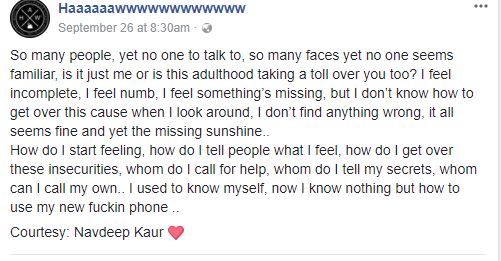 Haaaaaawwwwwwwwwwwww
September 26 at 8:30am ·
So many people, yet no one to talk to, so many faces yet no one seems
familiar, is it just me or is this adulthood taking a toll over you too? I feel
incomplete, I feel numb, I feel something's missing, but I don't know how to
get over this cause when I look around, I don't find anything wrong, it all
seems fine and yet the missing sunshine..
How do I start feeling, how do I tell people what I feel, how do I get over
these insecurities, whom do I call for help, whom do I tell my secrets, whom
can I call my own.. I used to know myself, now I know nothing but how to
use my new fuckin phone ..
Courtesy: Navdeep Kaur ❤️